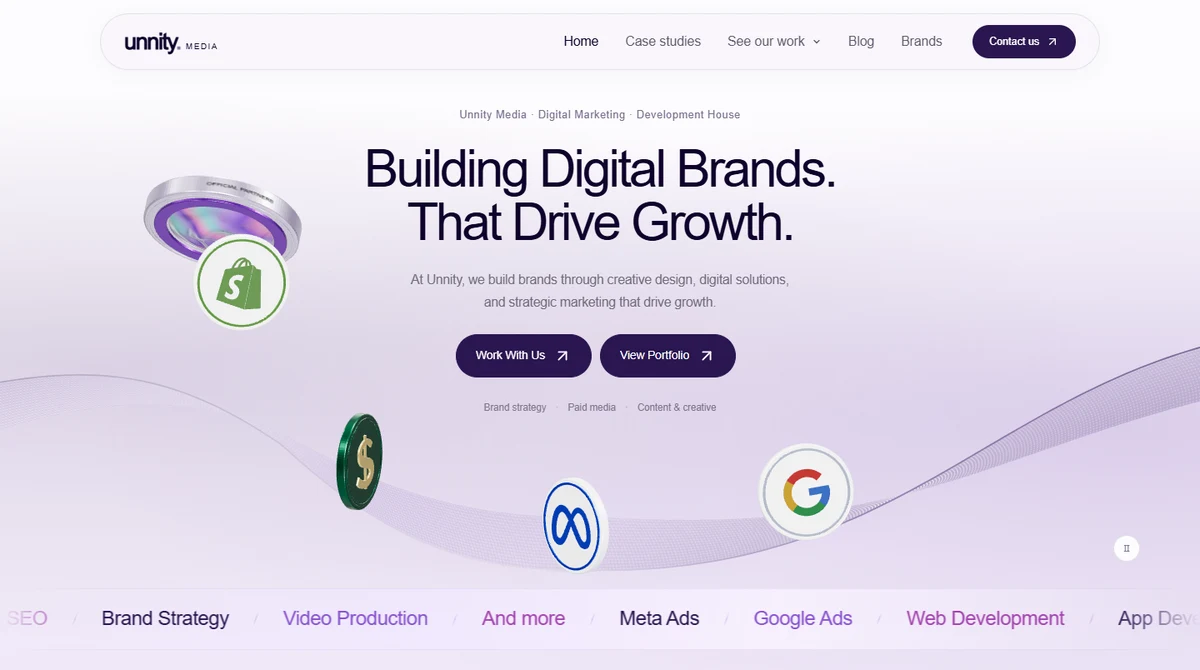 unnity. MEDIA
Home Case studies See our work Blog Brands Contact us
Unnity Media · Digital Marketing · Development House
Building Digital Brands.
That Drive Growth.
OFFICIAL PARTNERS
At Unnity, we build brands through creative design, digital solutions,
and strategic marketing that drive growth.
Work With Us View Portfolio
Brand strategy · Paid media · Content & creative
SEO / Brand Strategy / Video Production / And more / Meta Ads / Google Ads / Web Development / App Deve